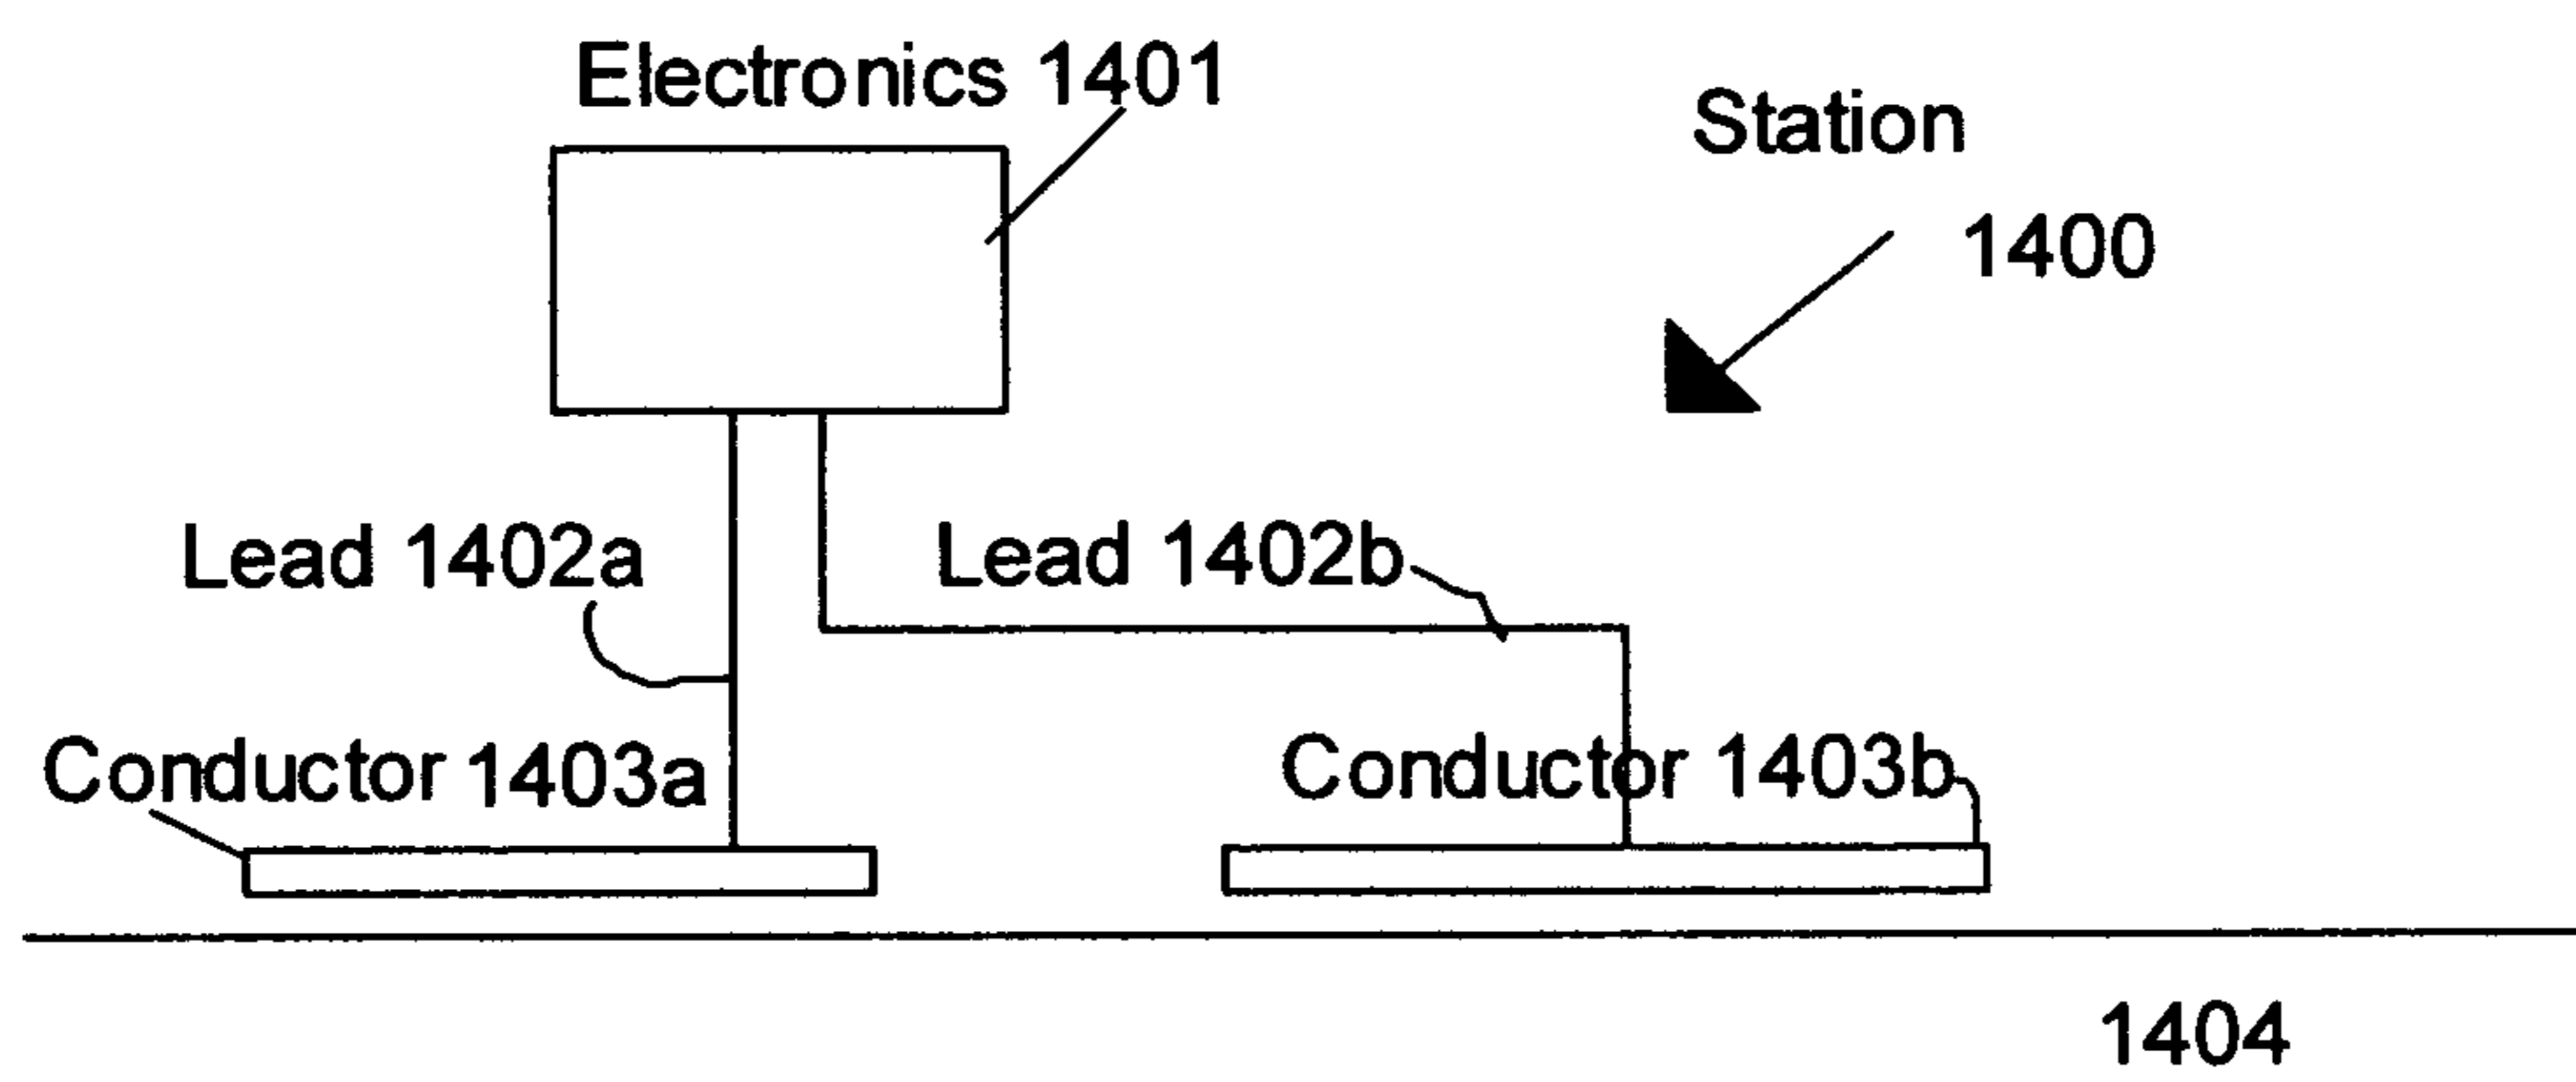 Electronics 1401
Station
1400
Lead 1402a
Lead 1402b
Conductor 1403a
Conductor 1403b
1404